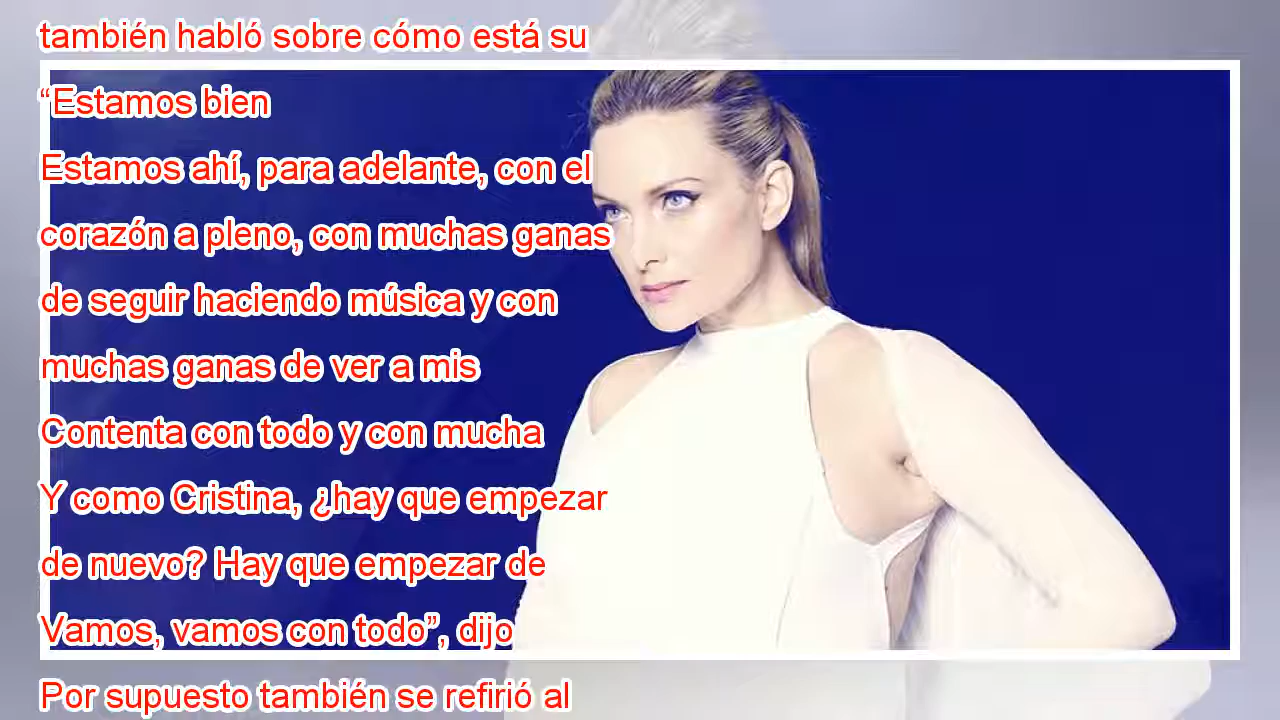 también habló sobre cómo está su
“Estamos bien
Estamos ahí, para adelante, con el
corazón a pleno, con muchas ganas
de seguir haciendo música y con
muchas ganas de ver a mis
Contenta con todo y con mucha
Y como Cristina, ¿hay que empezar
de nuevo? Hay que empezar de
Vamos, vamos con todo”, dijo
Por supuesto también se refirió al